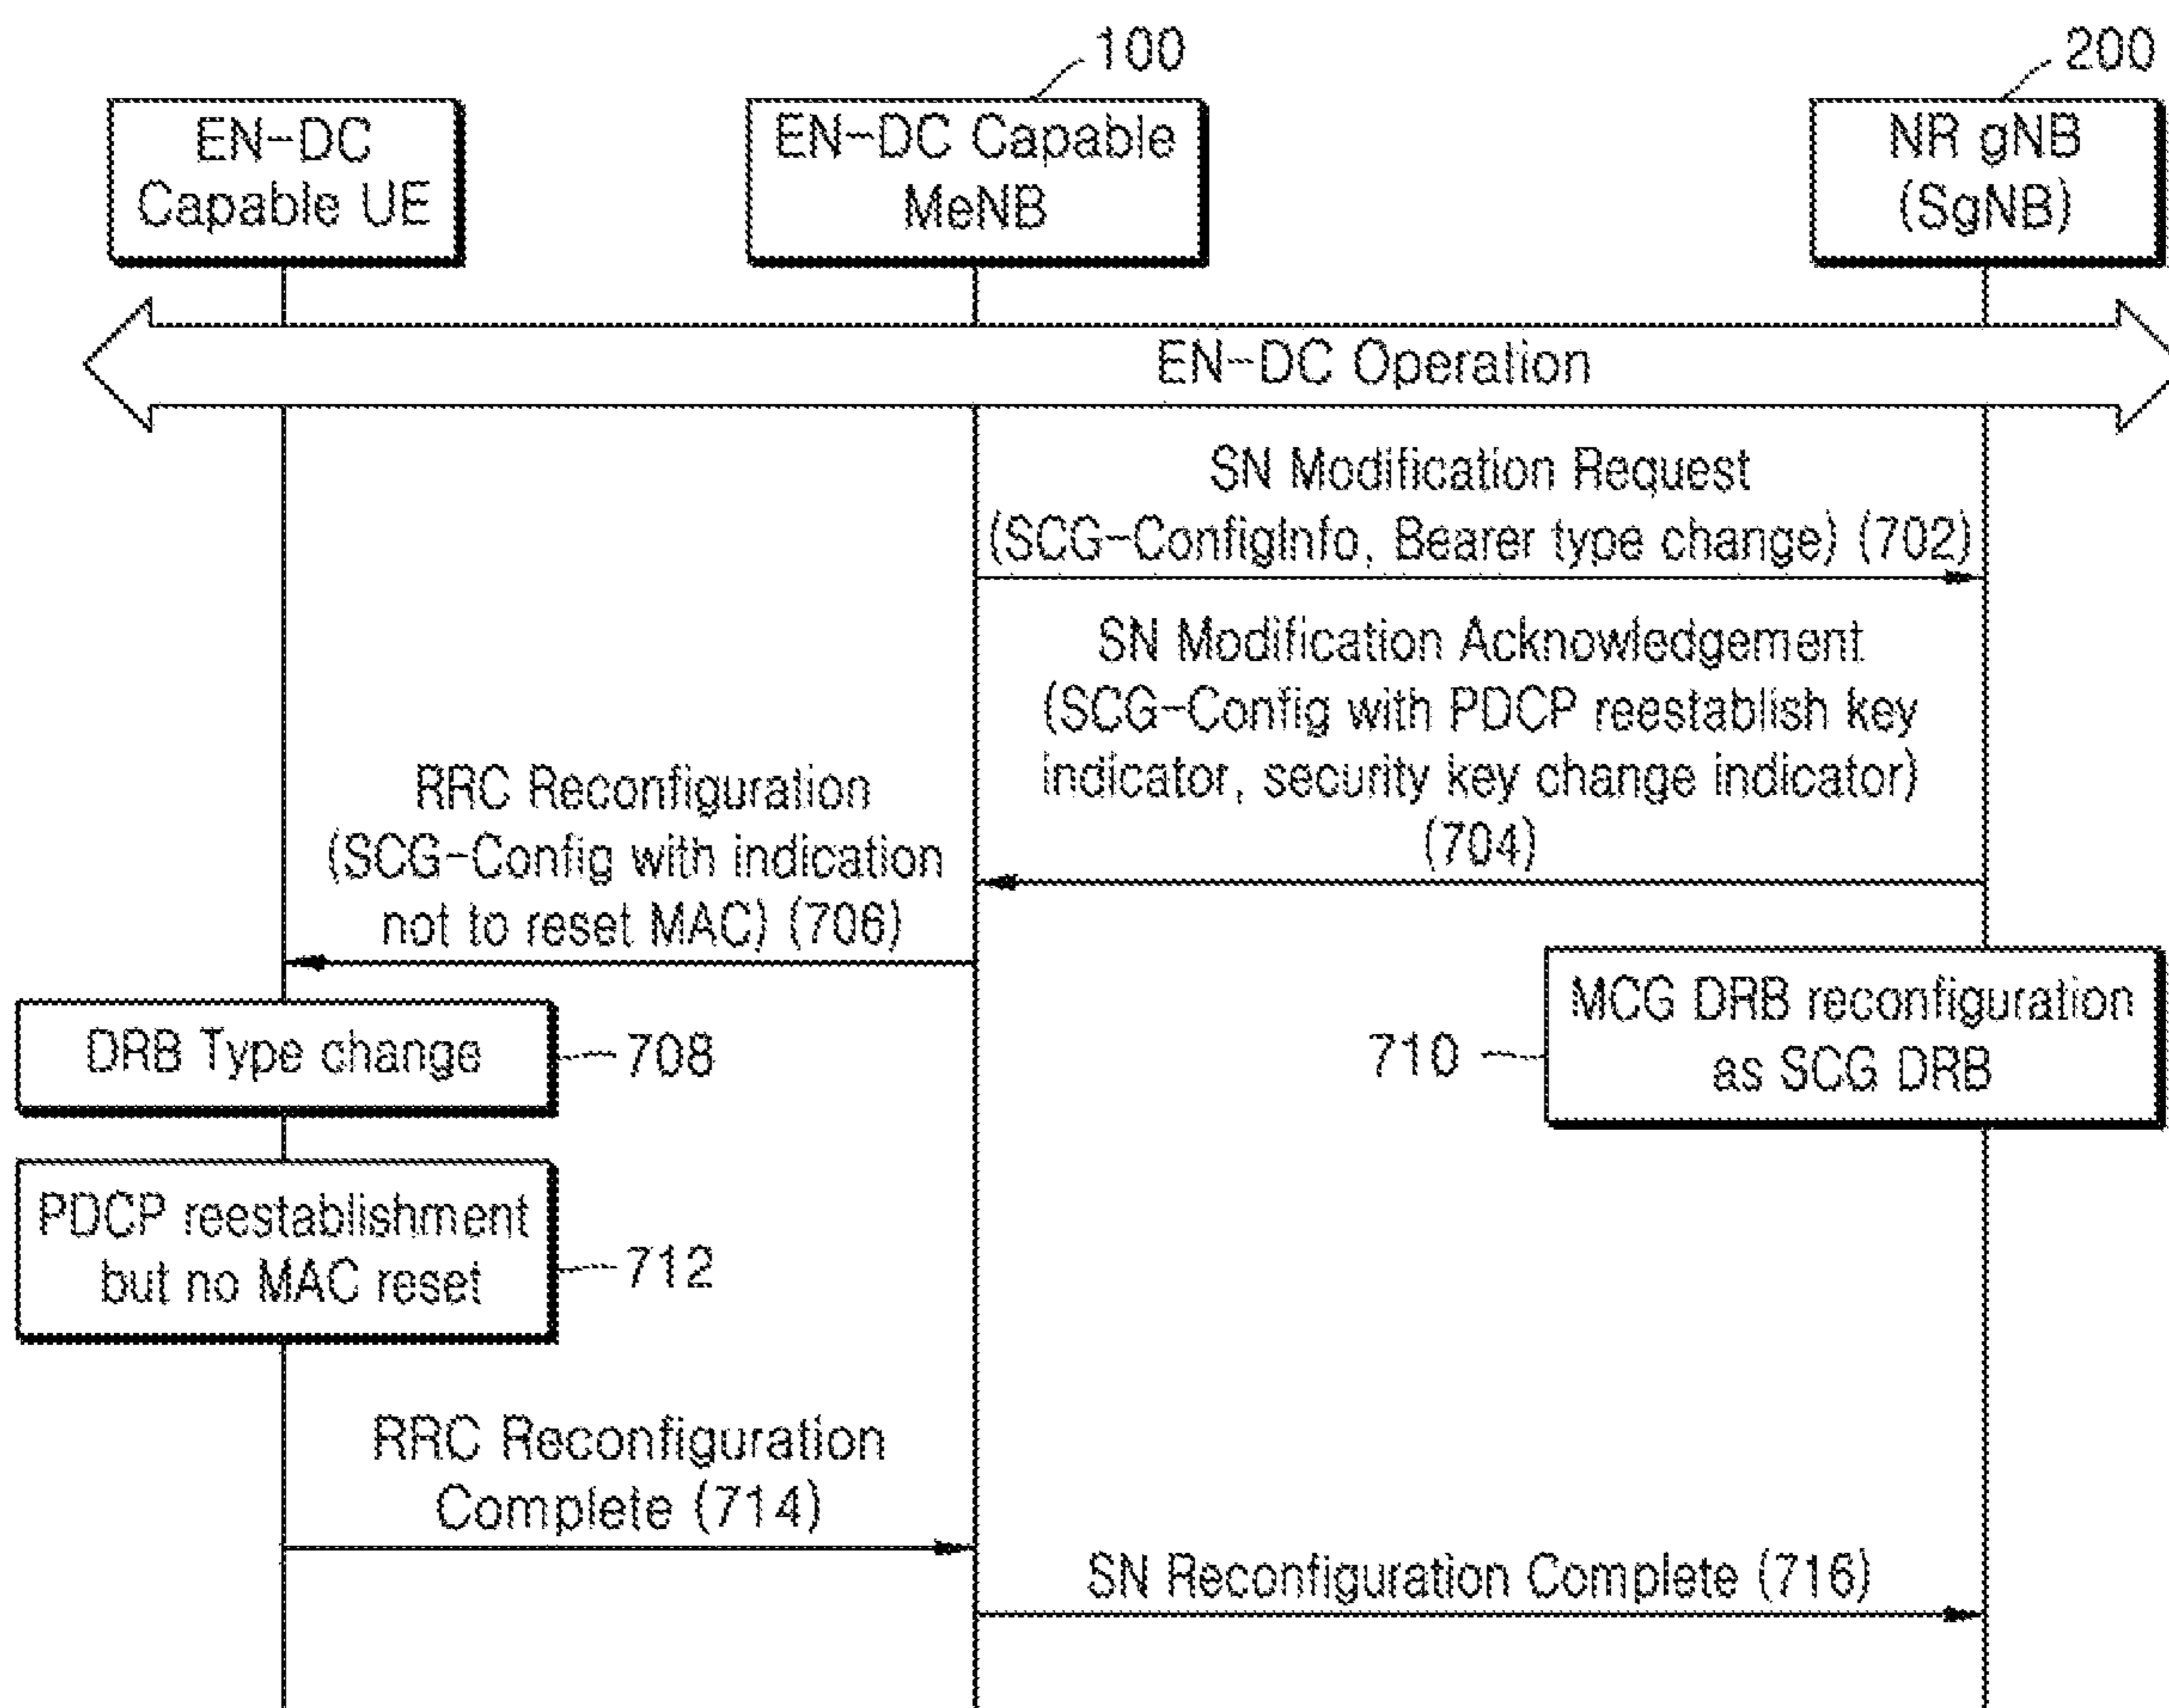 100
200
EN-DC
Capable UE
EN-DC Capable
MeNB
NR gNB
(SgNB)
EN-DC Operation
SN Modification Request
(SCG-ConfigInfo, Bearer type change) (702)
SN Modification Acknowledgement
(SCG-Config with PDCP reestablish key
indicator, security key change indicator)
(704)
RRC Reconfiguration
(SCG-Config with indication
not to reset MAC) (706)
DRB Type change
708
MCG DRB reconfiguration
as SCG DRB
710
PDCP reestablishment
but no MAC reset
712
RRC Reconfiguration
Complete (714)
SN Reconfiguration Complete (716)